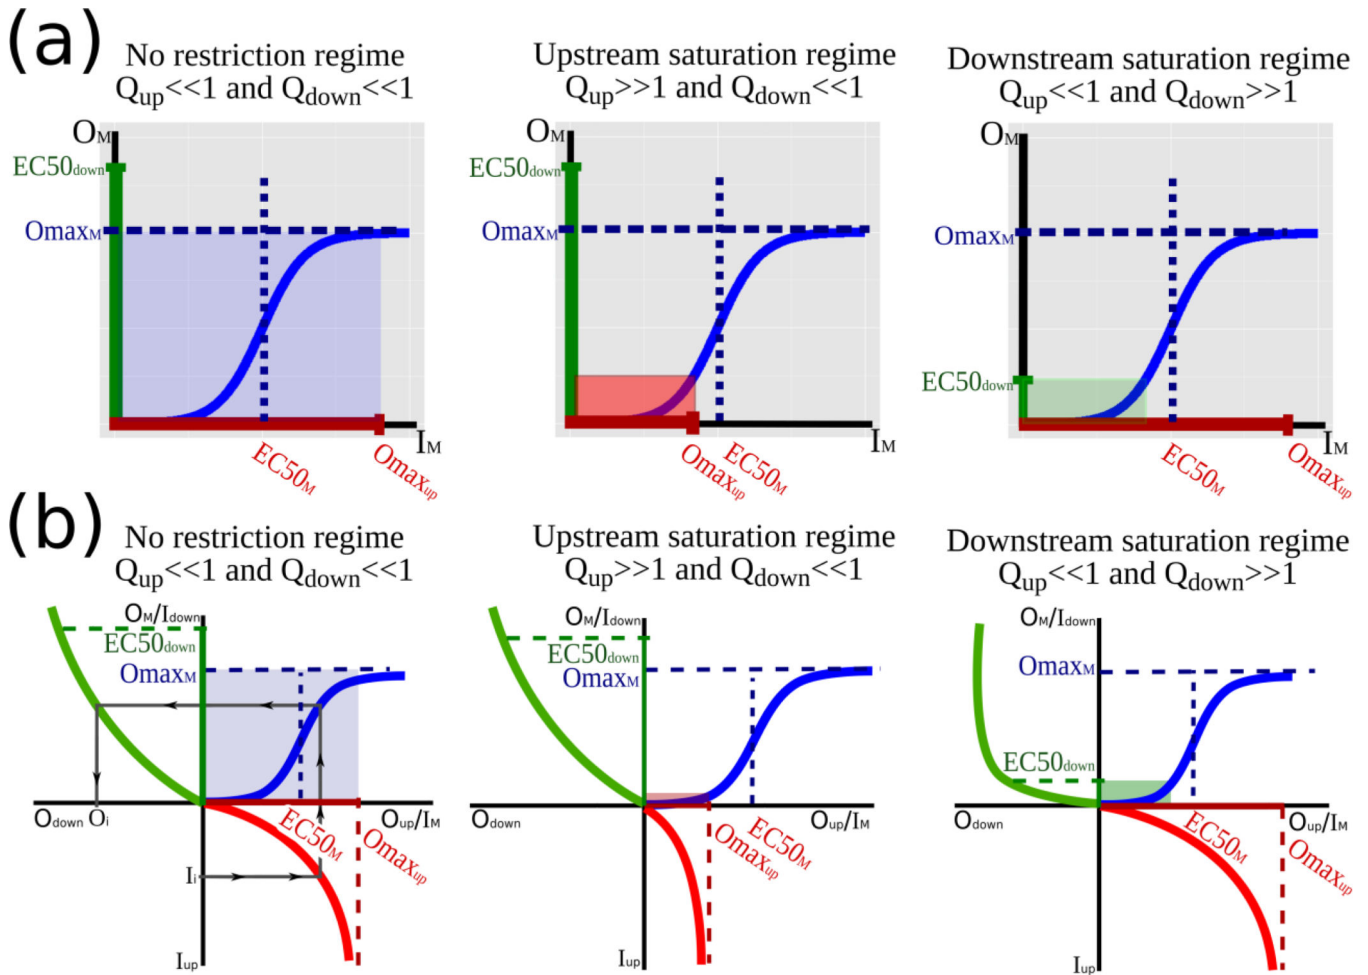 (a)
No restriction regime
Qup<<1 and Qdown<<1
Upstream saturation regime
Qup>>1 and Qdown<<1
Downstream saturation regime
Qup<<1 and Qdown>>1
OM
EC50down
OmaxM
EC50M
Omaxup
IM
OM
EC50down
OmaxM
EC50M
Omaxup
IM
OM
OmaxM
EC50down
EC50M
Omaxup
IM
(b)
No restriction regime
Qup<<1 and Qdown<<1
Upstream saturation regime
Qup>>1 and Qdown<<1
Downstream saturation regime
Qup<<1 and Qdown>>1
OM/Idown
EC50down
OmaxM
Odown
Oi
EC50M
Oup/IM
Omaxup
Ii
Iup
OM/Idown
EC50down
OmaxM
Odown
Oup/IM
EC50M
Omaxup
Iup
OM/Idown
OmaxM
EC50down
Odown
EC50M
Oup/IM
Omaxup
Iup